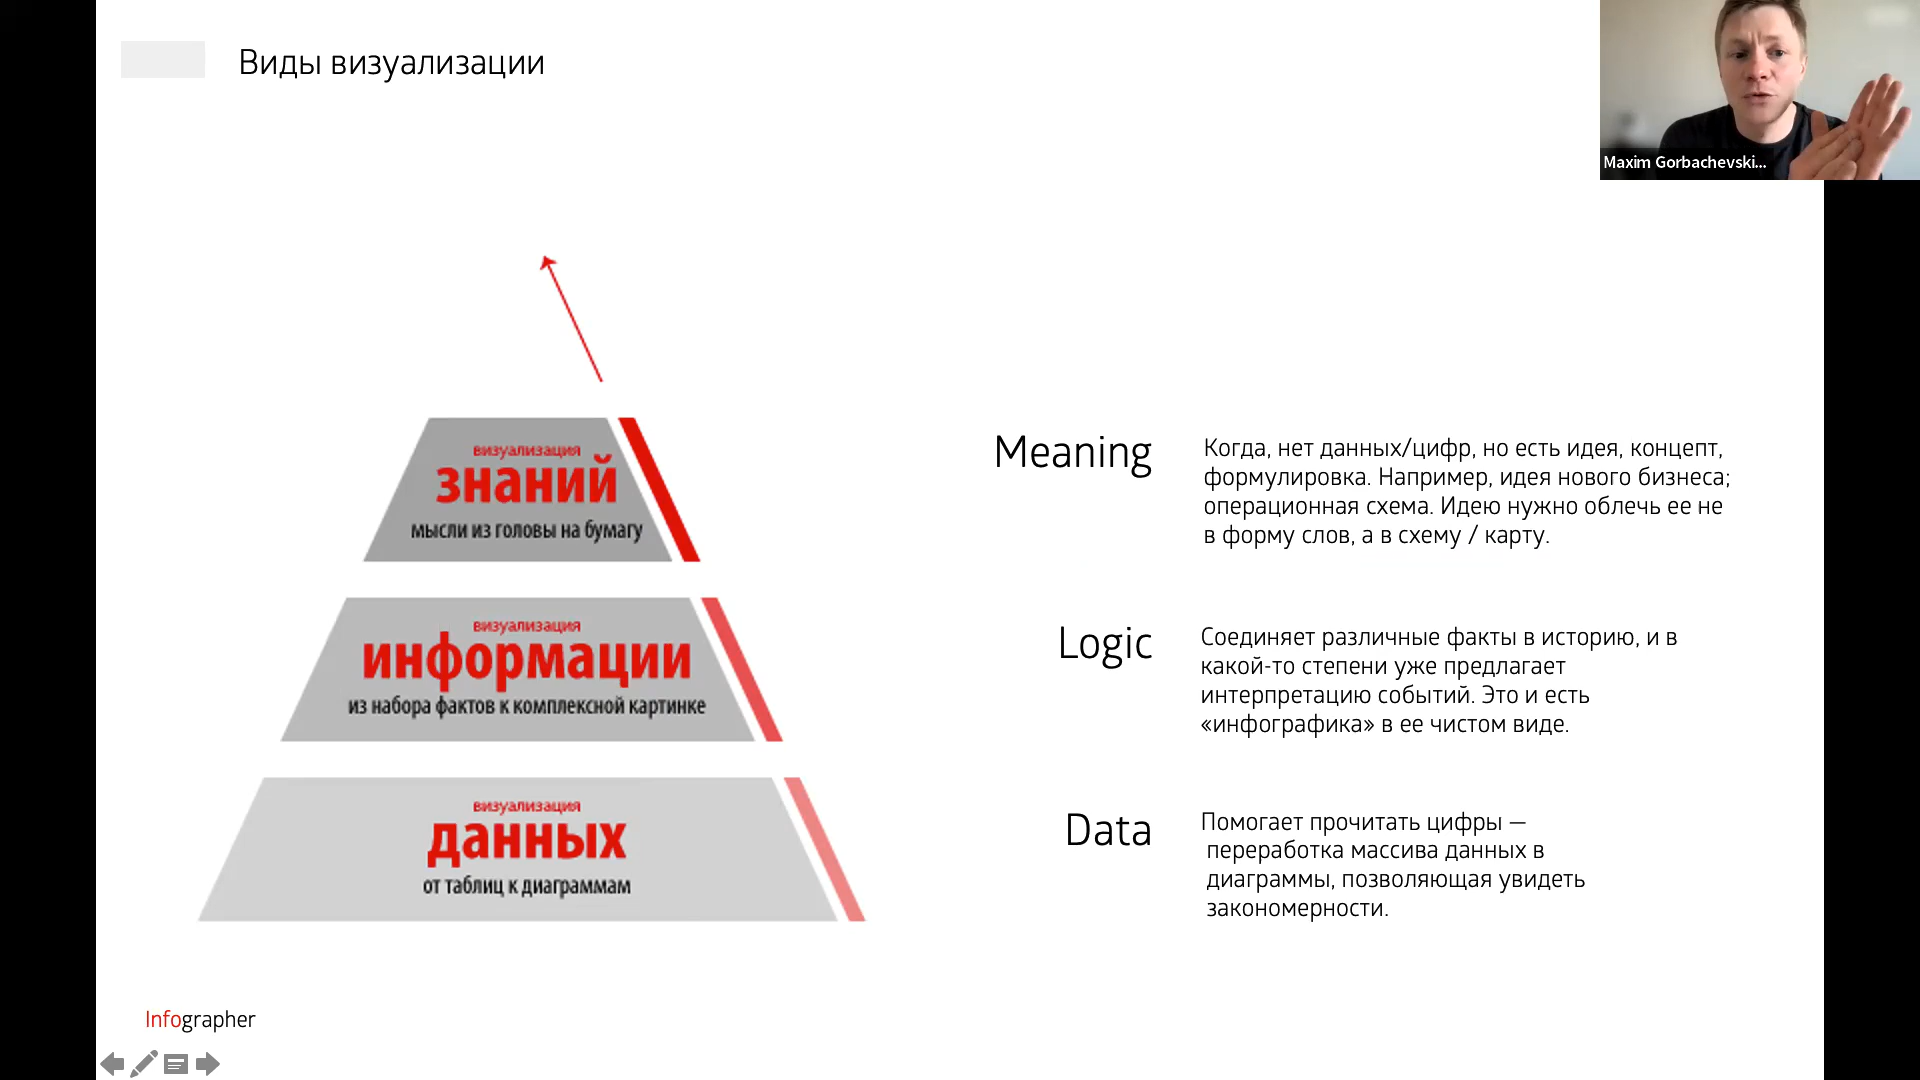 Виды визуализации
Maxim Gorbachevski...
визуализация
знаний
мысли из головы на бумагу
Meaning
Когда, нет данных/цифр, но есть идея, концепт,
формулировка. Например, идея нового бизнеса;
операционная схема. Идею нужно облечь ее не
в форму слов, а в схему / карту.
визуализация
информации
из набора фактов к комплексной картинке
Logic
Соединяет различные факты в историю, и в
какой-то степени уже предлагает
интерпретацию событий. Это и есть
«инфографика» в ее чистом виде.
визуализация
данных
от таблиц к диаграммам
Data
Помогает прочитать цифры —
переработка массива данных в
диаграммы, позволяющая увидеть
закономерности.
Infographer